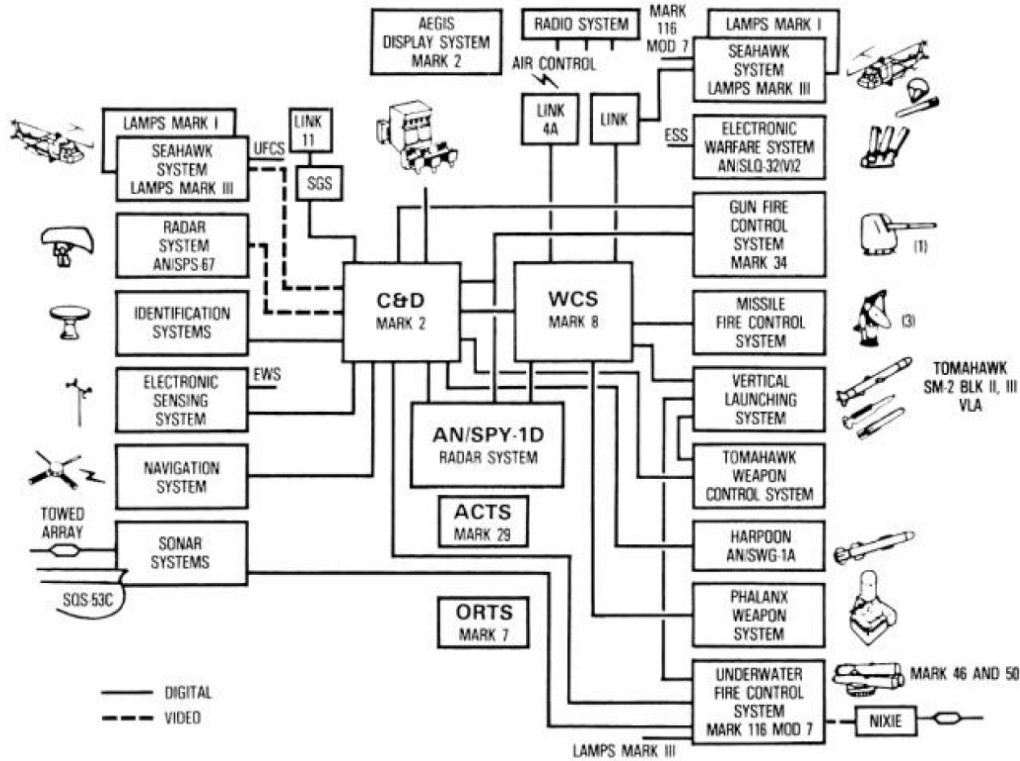 AEGIS
DISPLAY SYSTEM
MARK 2
RADIO SYSTEM
AIR CONTROL
MARK
116
MOD 7
LAMPS MARK I
SEAHAWK
SYSTEM
LAMPS MARK III
LINK
4A
LINK
ESS
ELECTRONIC
WARFARE SYSTEM
AN/SLQ-32(V)2
LAMPS MARK I
SEAHAWK
SYSTEM
LAMPS MARK III
UFCS
LINK
11
SGS
RADAR
SYSTEM
AN/SPS-67
GUN FIRE
CONTROL
SYSTEM
MARK 34
(1)
C&D
MARK 2
WCS
MARK 8
IDENTIFICATION
SYSTEMS
MISSILE
FIRE CONTROL
SYSTEM
(3)
ELECTRONIC
SENSING
SYSTEM
EWS
VERTICAL
LAUNCHING
SYSTEM
TOMAHAWK
SM-2 BLK II, III
VLA
AN/SPY-1D
RADAR SYSTEM
NAVIGATION
SYSTEM
TOMAHAWK
WEAPON
CONTROL SYSTEM
TOWED
ARRAY
SONAR
SYSTEMS
SQS-53C
ACTS
MARK 29
HARPOON
AN/SWG-1A
ORTS
MARK 7
PHALANX
WEAPON
SYSTEM
DIGITAL
VIDEO
UNDERWATER
FIRE CONTROL
SYSTEM
MARK 116 MOD 7
MARK 46 AND 50
NIXIE
LAMPS MARK III